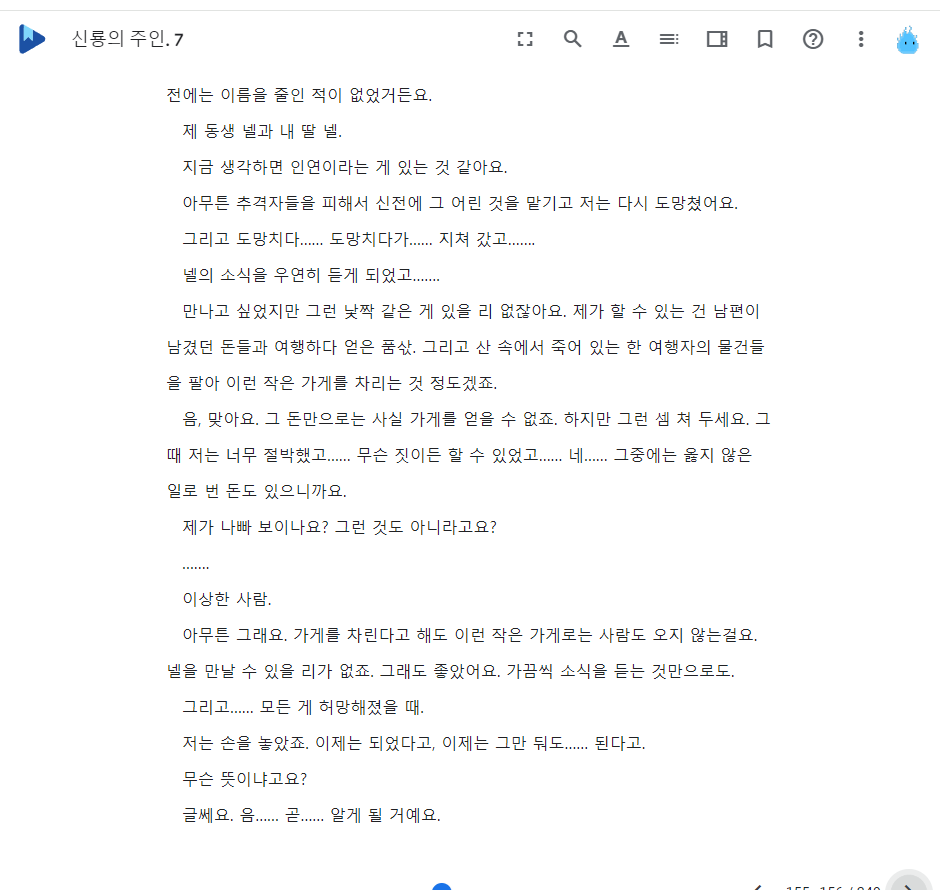 신룡의 주인. 7
전에는 이름을 줄인 적이 없었거든요.
제 동생 넬과 내 딸 넬.
지금 생각하면 인연이라는 게 있는 것 같아요.
아무튼 추격자들을 피해서 신전에 그 어린 것을 맡기고 저는 다시 도망쳤어요.
그리고 도망치다…… 도망치다가…… 지쳐 갔고…….
넬의 소식을 우연히 듣게 되었고…….
만나고 싶었지만 그런 낯짝 같은 게 있을 리 없잖아요. 제가 할 수 있는 건 남편이
남겼던 돈들과 여행하다 얻은 품삯. 그리고 산 속에서 죽어 있는 한 여행자의 물건들
을 팔아 이런 작은 가게를 차리는 것 정도겠죠.
음, 맞아요. 그 돈만으로는 사실 가게를 얻을 수 없죠. 하지만 그런 셈 쳐 두세요. 그
때 저는 너무 절박했고…… 무슨 짓이든 할 수 있었고…… 네…… 그중에는 옳지 않은
일로 번 돈도 있으니까요.
제가 나빠 보이나요? 그런 것도 아니라고요?
…….
이상한 사람.
아무튼 그래요. 가게를 차린다고 해도 이런 작은 가게로는 사람도 오지 않는걸요.
넬을 만날 수 있을 리가 없죠. 그래도 좋았어요. 가끔씩 소식을 듣는 것만으로도.
그리고…… 모든 게 허망해졌을 때.
저는 손을 놓았죠. 이제는 되었다고, 이제는 그만 둬도…… 된다고.
무슨 뜻이냐고요?
글쎄요. 음…… 곧…… 알게 될 거예요.